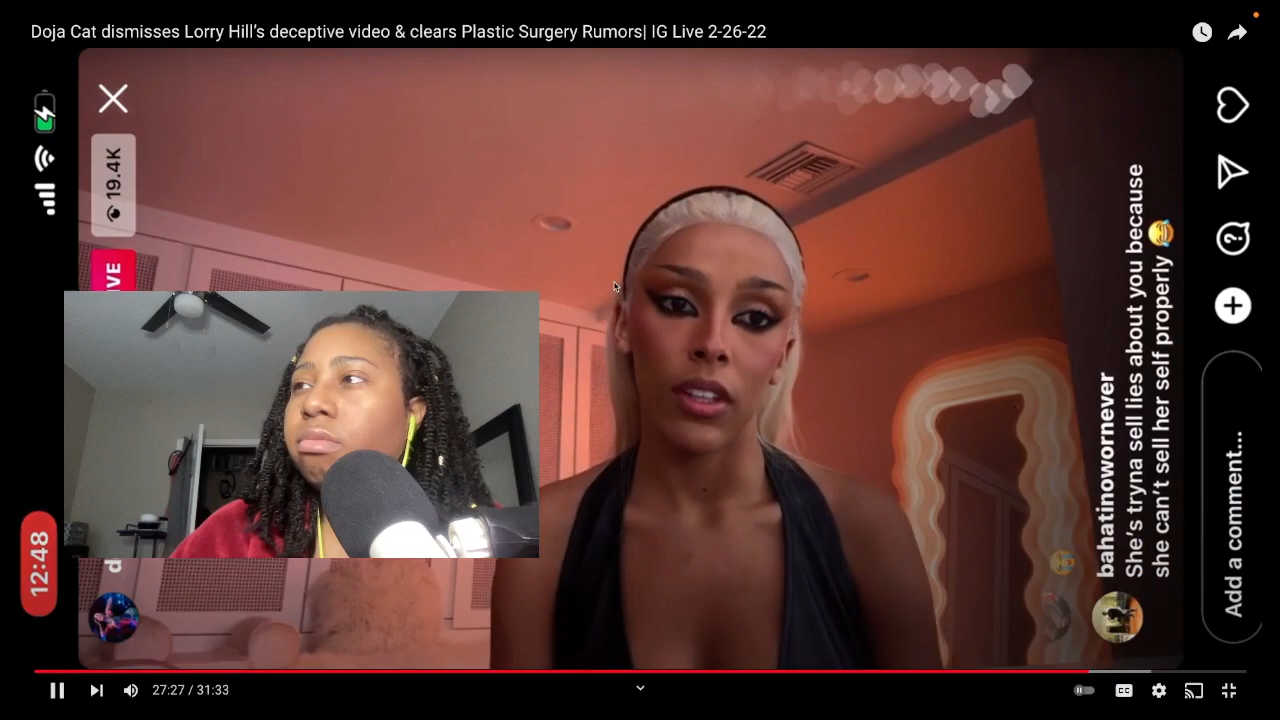 Doja Cat dismisses Lorry Hill’s deceptive video & clears Plastic Surgery Rumors| IG Live 2-26-22
19.4K
IVE
12:48
d
bahatinowornever
She’s tryna sell lies about you because
she can’t sell her self properly 😂
Add a comment...
27:27 / 31:33
CC